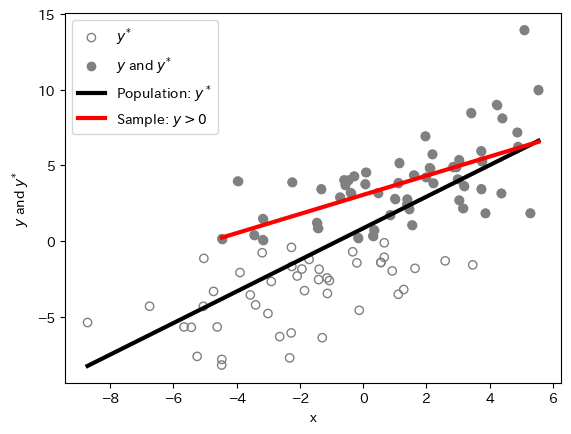 15
10
5
0
−5
y and y*
y*
y and y*
Population: y*
Sample: y > 0
−8 −6 −4 −2 0 2 4 6
x